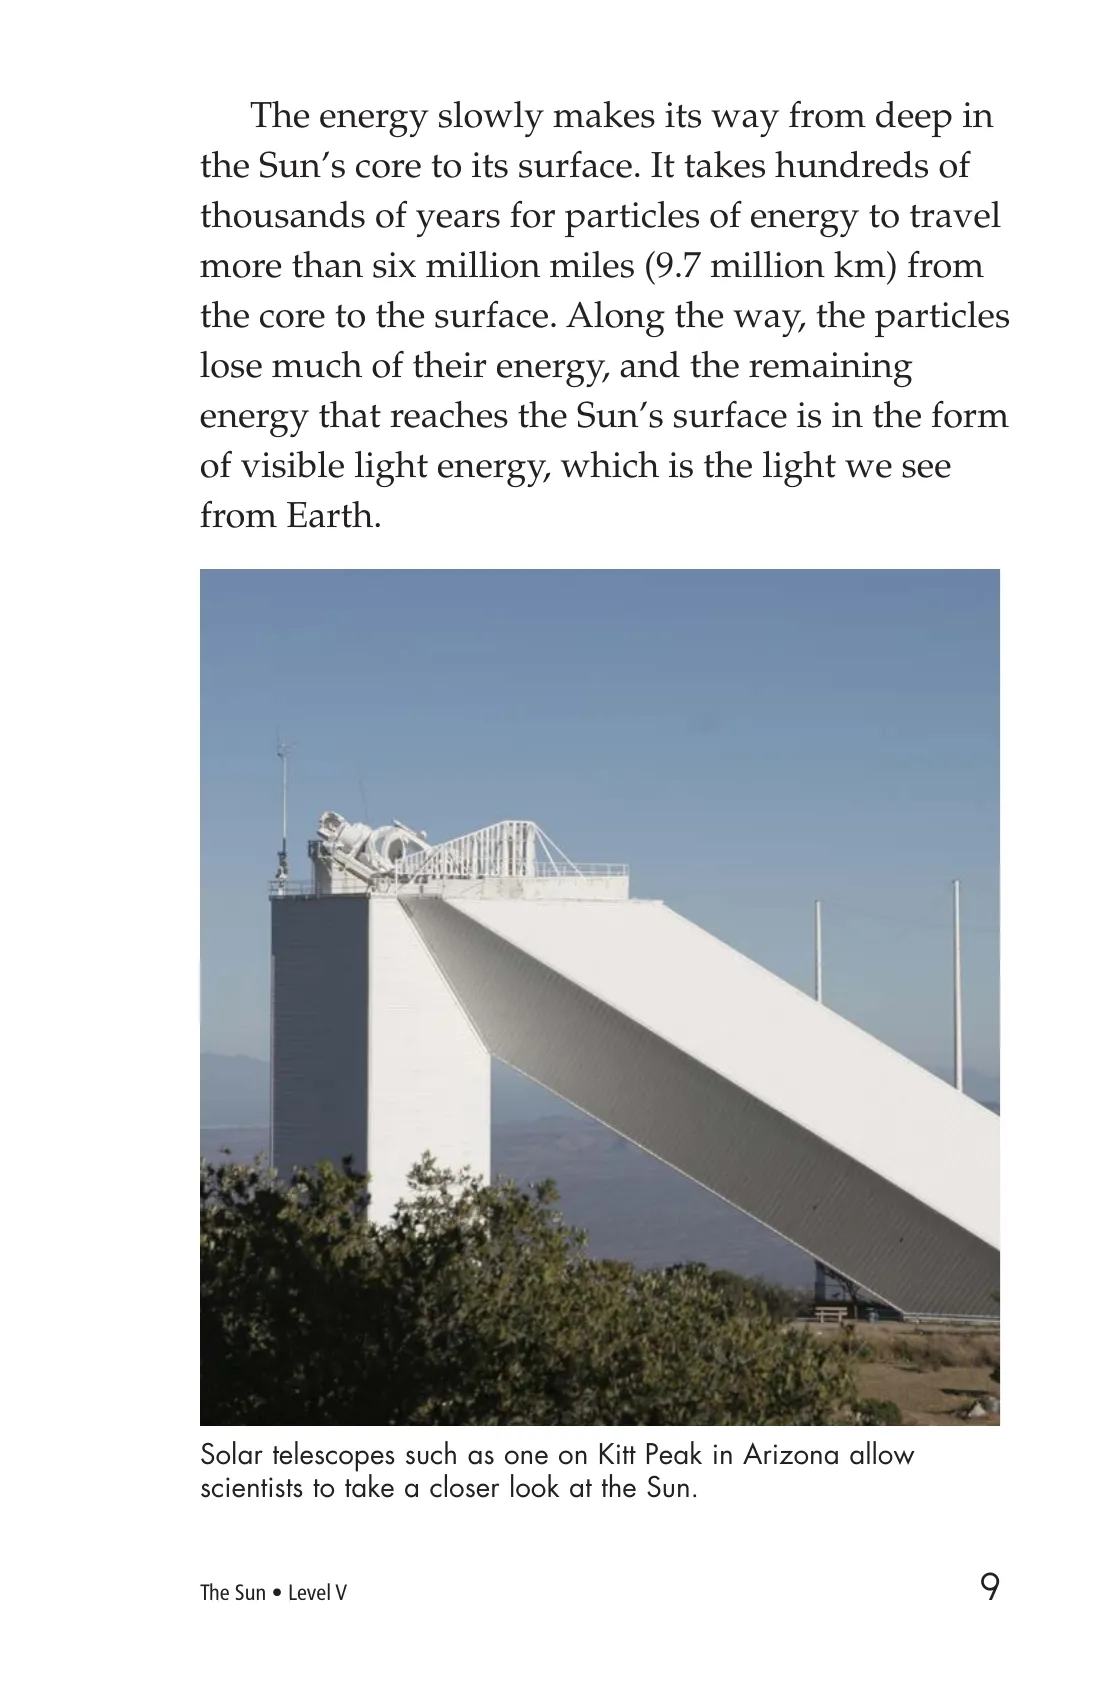 The energy slowly makes its way from deep in
the Sun’s core to its surface. It takes hundreds of
thousands of years for particles of energy to travel
more than six million miles (9.7 million km) from
the core to the surface. Along the way, the particles
lose much of their energy, and the remaining
energy that reaches the Sun’s surface is in the form
of visible light energy, which is the light we see
from Earth.
Solar telescopes such as one on Kitt Peak in Arizona allow
scientists to take a closer look at the Sun.
The Sun • Level V
9